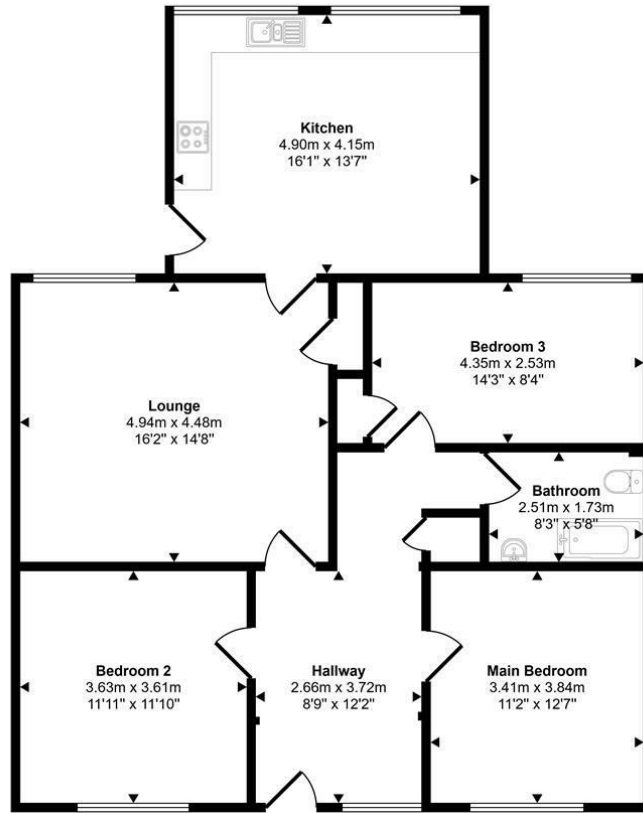 Kitchen
4.90m x 4.15m
16'1" x 13'7"
Bedroom 3
4.35m x 2.53m
14'3" x 8'4"
Lounge
4.94m x 4.48m
16'2" x 14'8"
Bathroom
2.51m x 1.73m
8'3" x 5'8"
Bedroom 2
3.63m x 3.61m
11'11" x 11'10"
Hallway
2.66m x 3.72m
8'9" x 12'2"
Main Bedroom
3.41m x 3.84m
11'2" x 12'7"